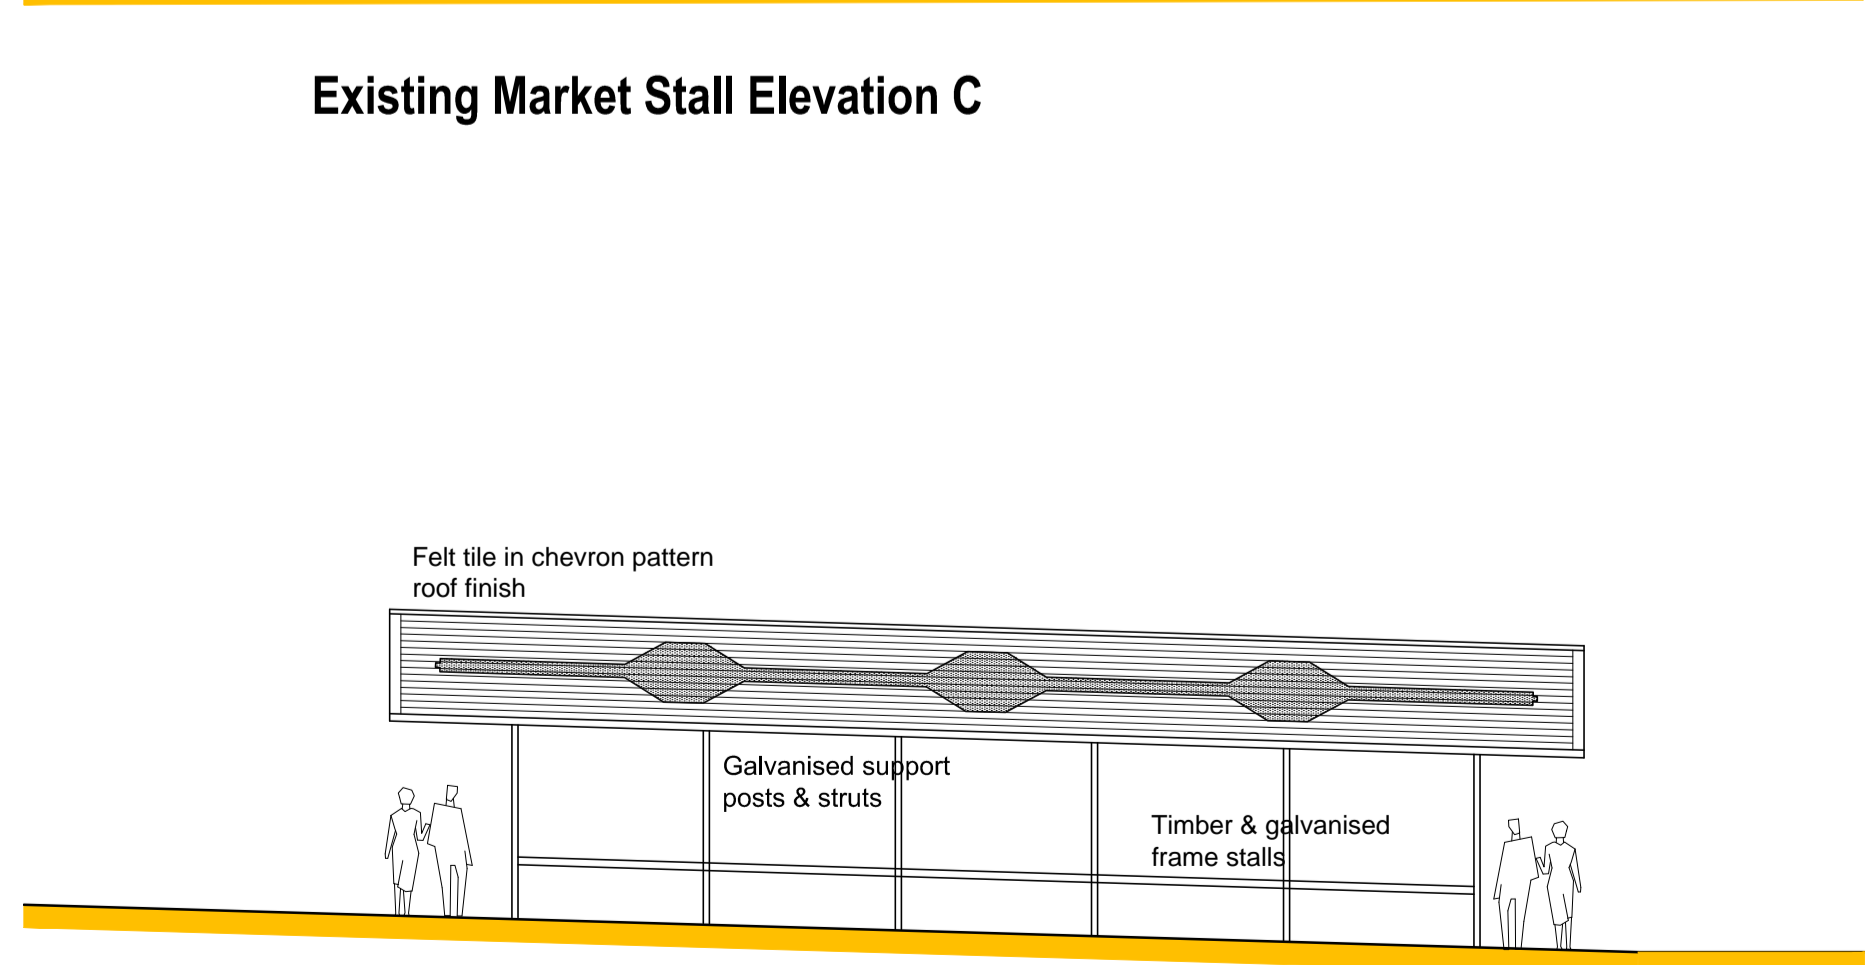 Existing Market Stall Elevation C
Felt tile in chevron pattern
roof finish
Galvanised support
posts & struts
Timber & galvanised
frame stalls